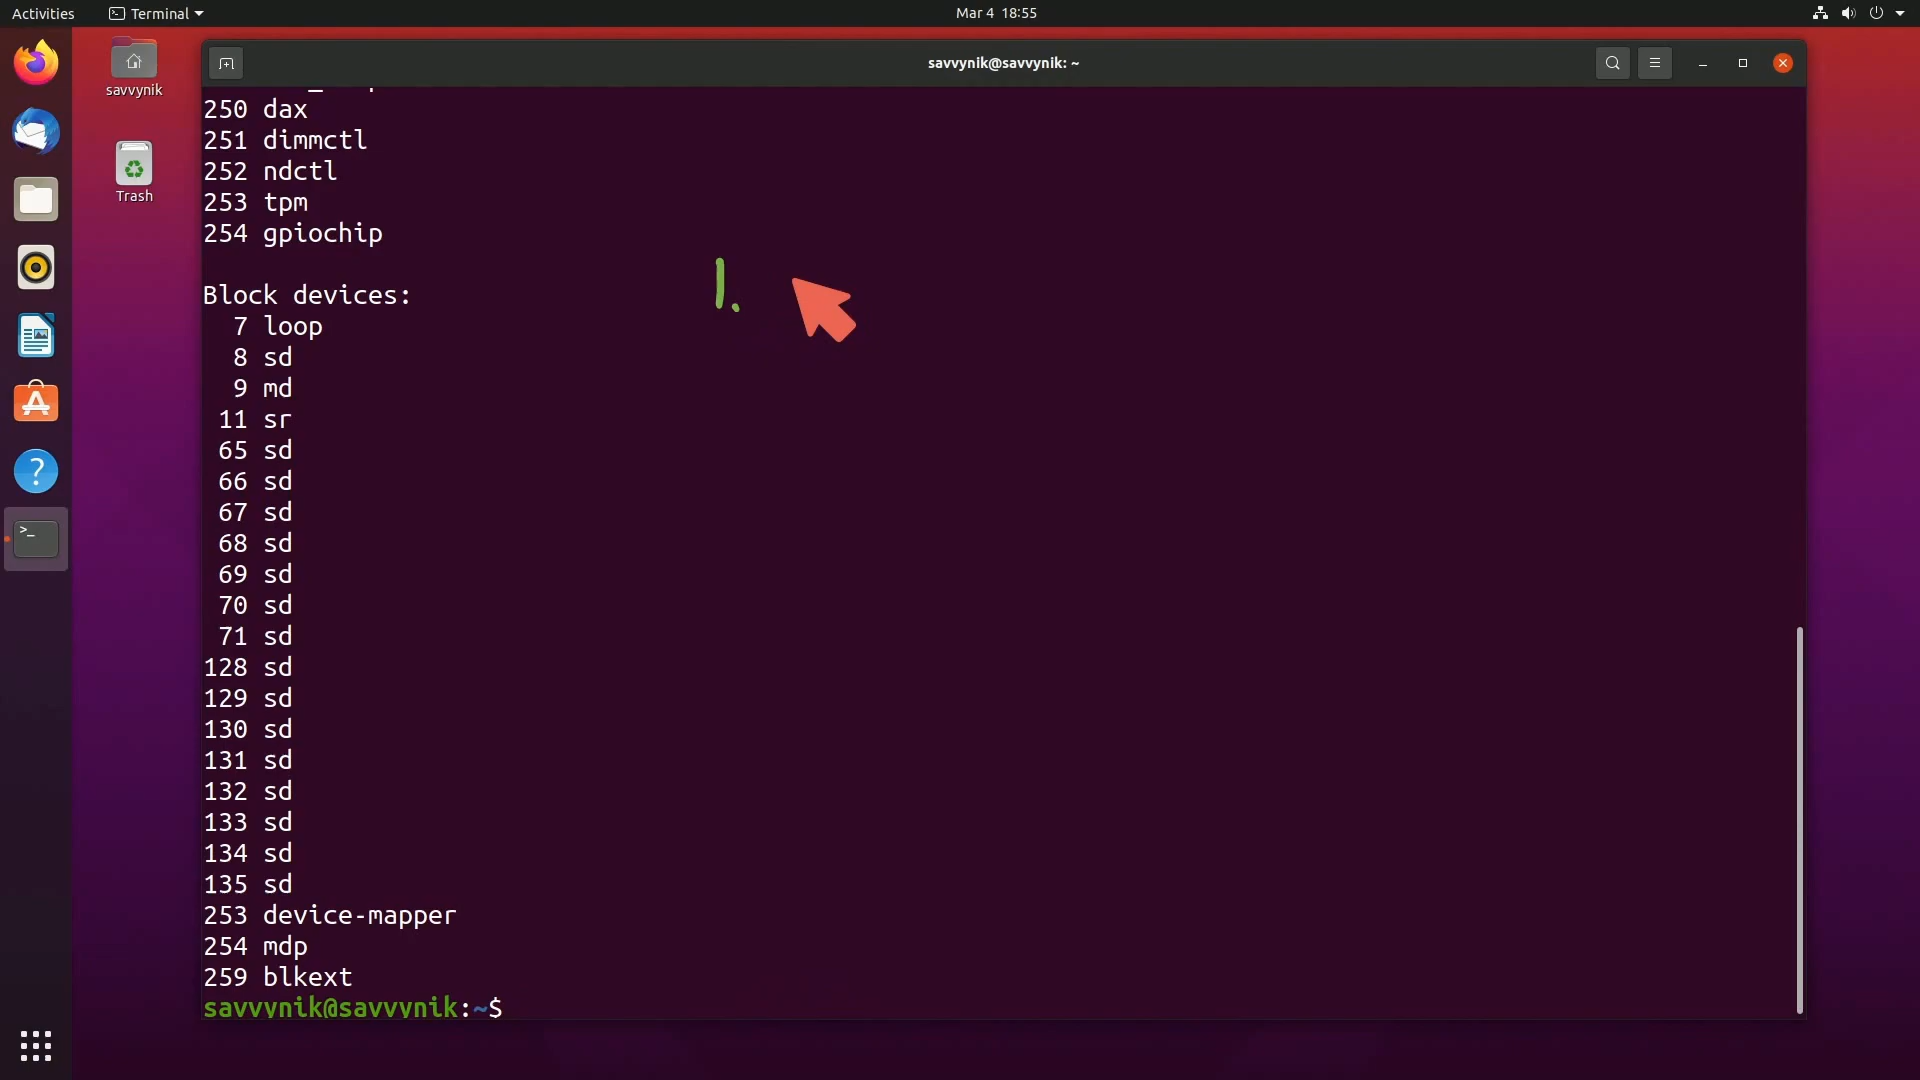 Activities
Terminal
Mar 4 18:55
savvynik
Trash
savvynik@savvynik: ~
250 dax
251 dimmctl
252 ndctl
253 tpm
254 gpiochip
1.
Block devices:
7 loop
8 sd
9 md
11 sr
65 sd
66 sd
67 sd
68 sd
69 sd
70 sd
71 sd
128 sd
129 sd
130 sd
131 sd
132 sd
133 sd
134 sd
135 sd
253 device-mapper
254 mdp
259 blkext
savvynik@savvynik:~$